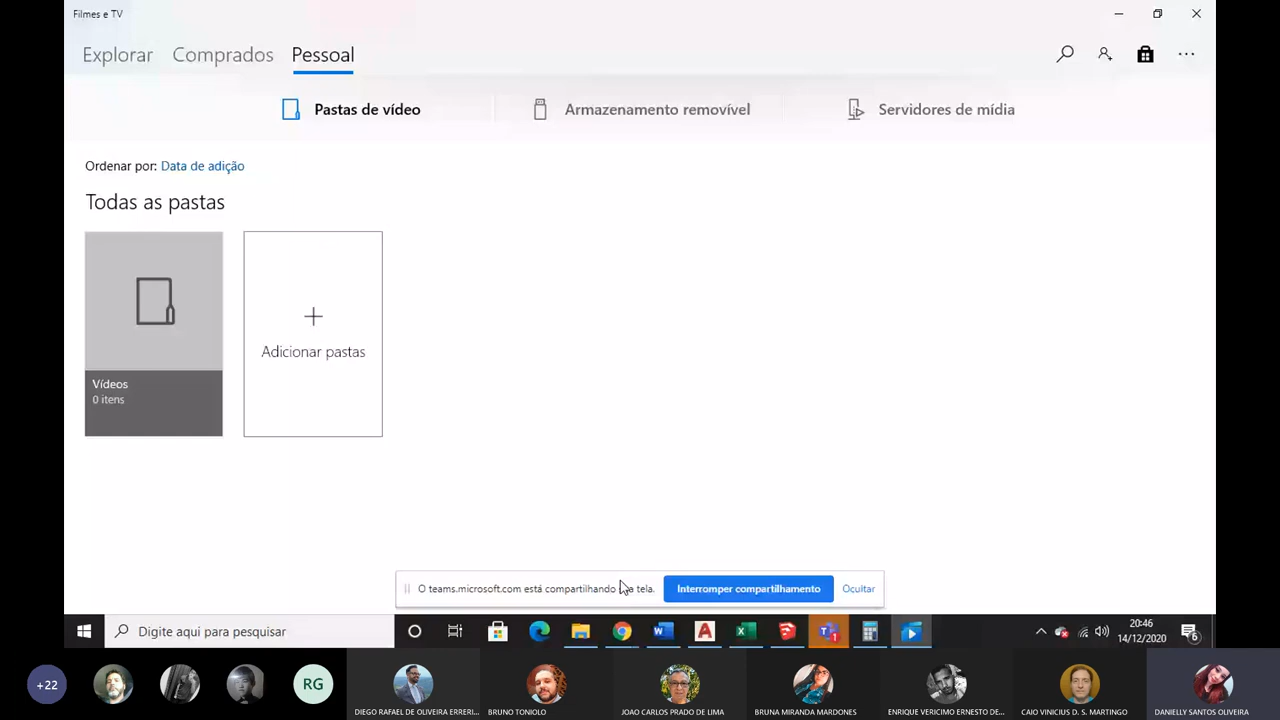 Filmes e TV
Explorar Comprados Pessoal
Pastas de vídeo Armazenamento removível Servidores de mídia
Ordenar por: Data de adição
Todas as pastas
Vídeos
0 itens
Adicionar pastas
O teams.microsoft.com está compartilhando tela. Interromper compartilhamento Ocultar
Digite aqui para pesquisar
20:46
14/12/2020
6
+22
RG
DIEGO RAFAEL DE OLIVEIRA ERRERI...
BRUNO TONIOLO
JOAO CARLOS PRADO DE LIMA
BRUNA MIRANDA MARDONES
ENRIQUE VERICIMO ERNESTO DE...
CAIO VINICIUS D. S. MARTINGO
DANIELLY SANTOS OLIVEIRA